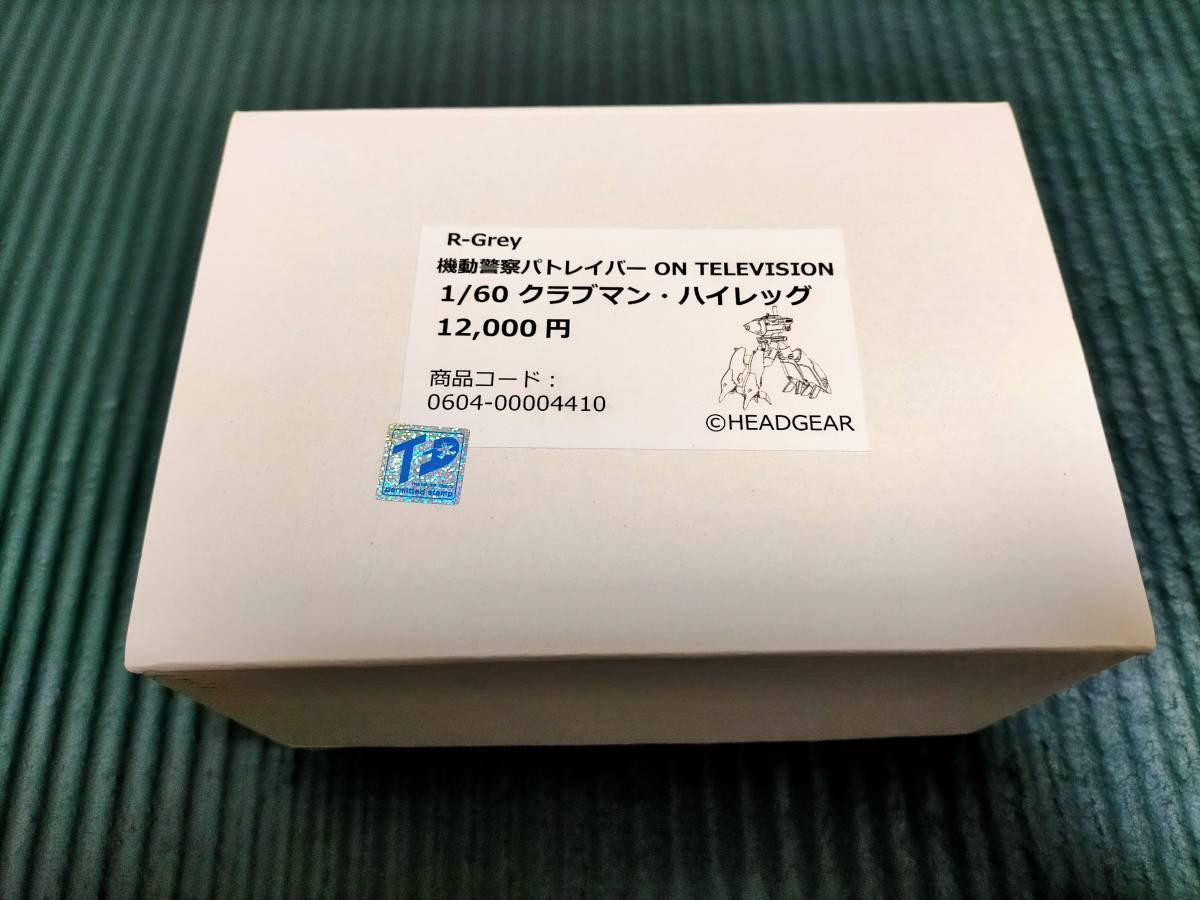 R-Grey
機動警察パトレイバー ON TELEVISION
1/60 クラブマン・ハイレッグ
12,000 円
商品コード：
0604-00004410
©HEADGEAR
TD
permitted stamp